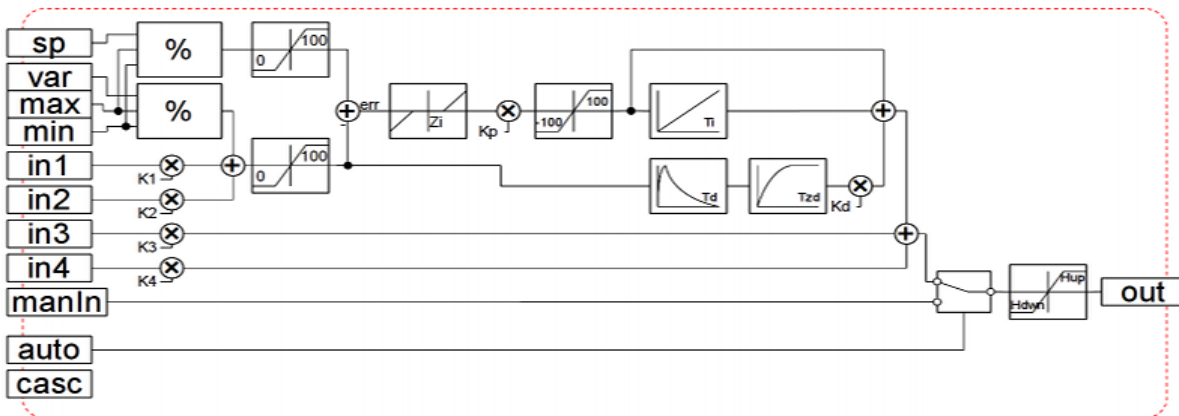 sp
var
max
min
in1
in2
in3
in4
manIn
auto
casc
%
%
0 100
0 100
K1
K2
K3
K4
err
-
Zi
Kp
-100 100
Ti
Td
Tzd
Kd
Hdwn Hup
out